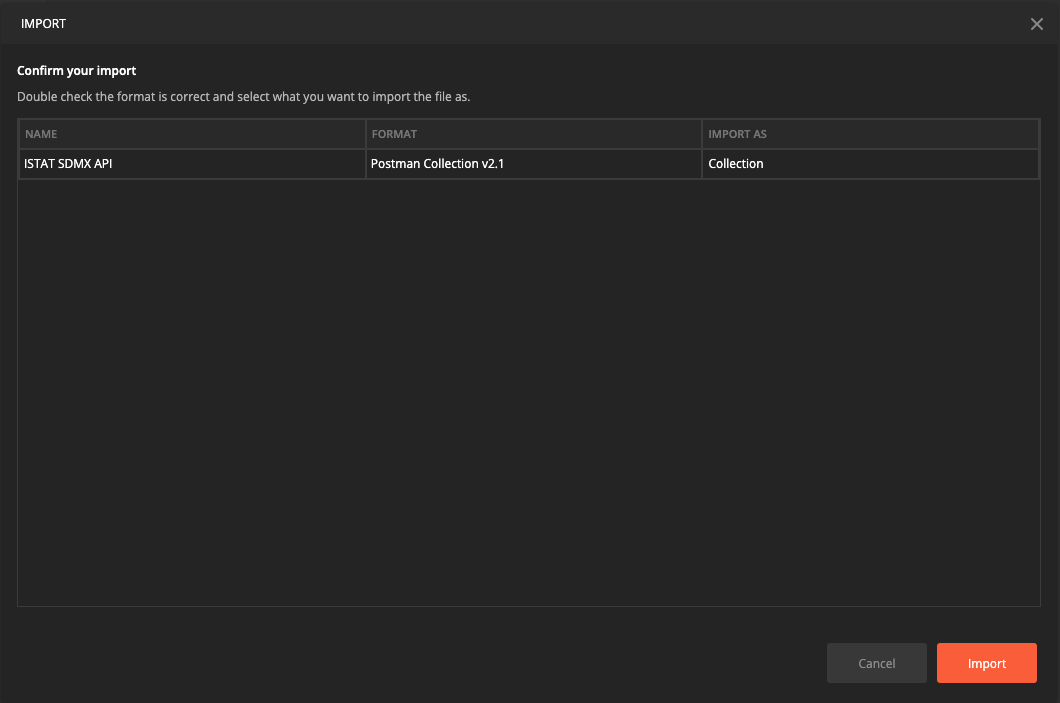 IMPORT
Confirm your import
Double check the format is correct and select what you want to import the file as.
NAME FORMAT IMPORT AS
ISTAT SDMX API Postman Collection v2.1 Collection
Cancel Import